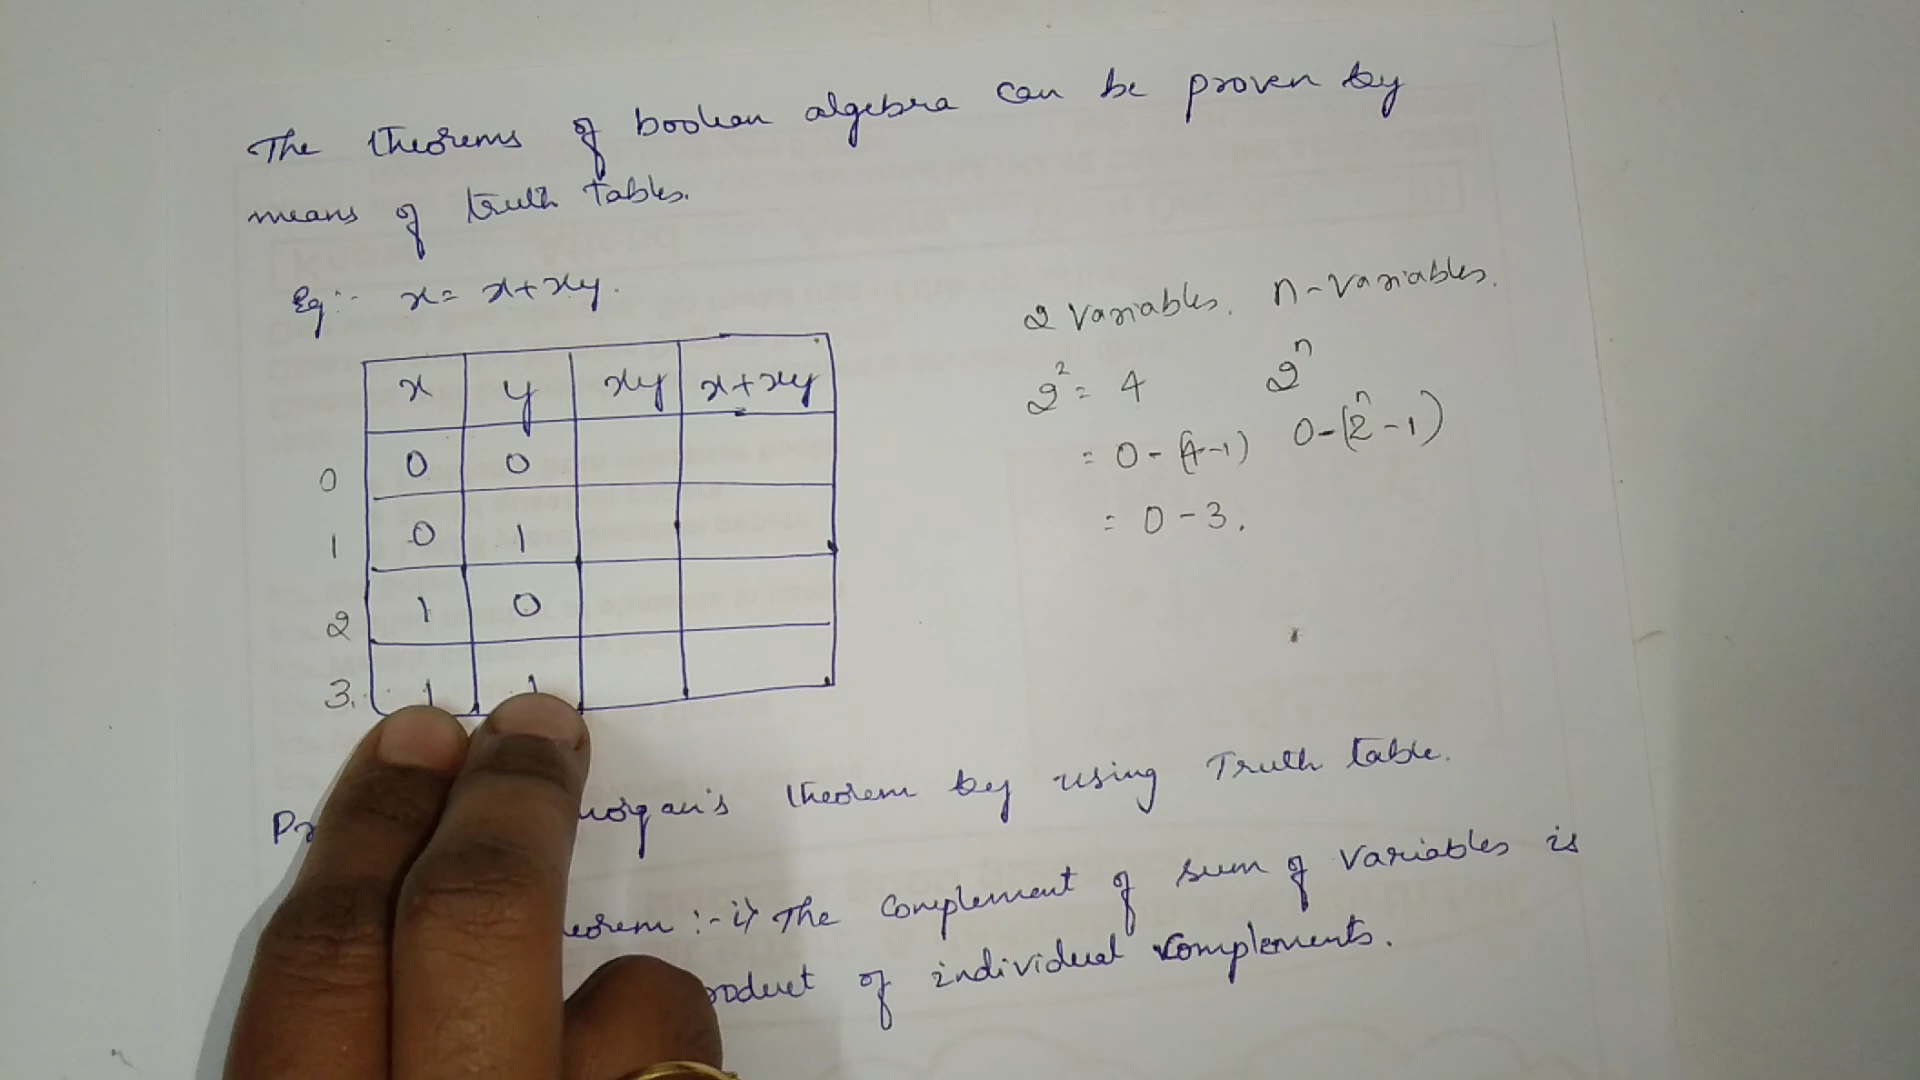 The theorems of boolean algebra can be proven by
means of truth tables.
Eg:- x = x+xy.
x y xy x+xy
0 0 0
1 0 1
2 1 0
3. 1 1
2 variables. n-variables.
2² = 4 2ⁿ
= 0-(4-1) 0-(2ⁿ-1)
= 0-3.
theorem by using Truth table.
:- i) The complement of sum of variables is
of individual complements.